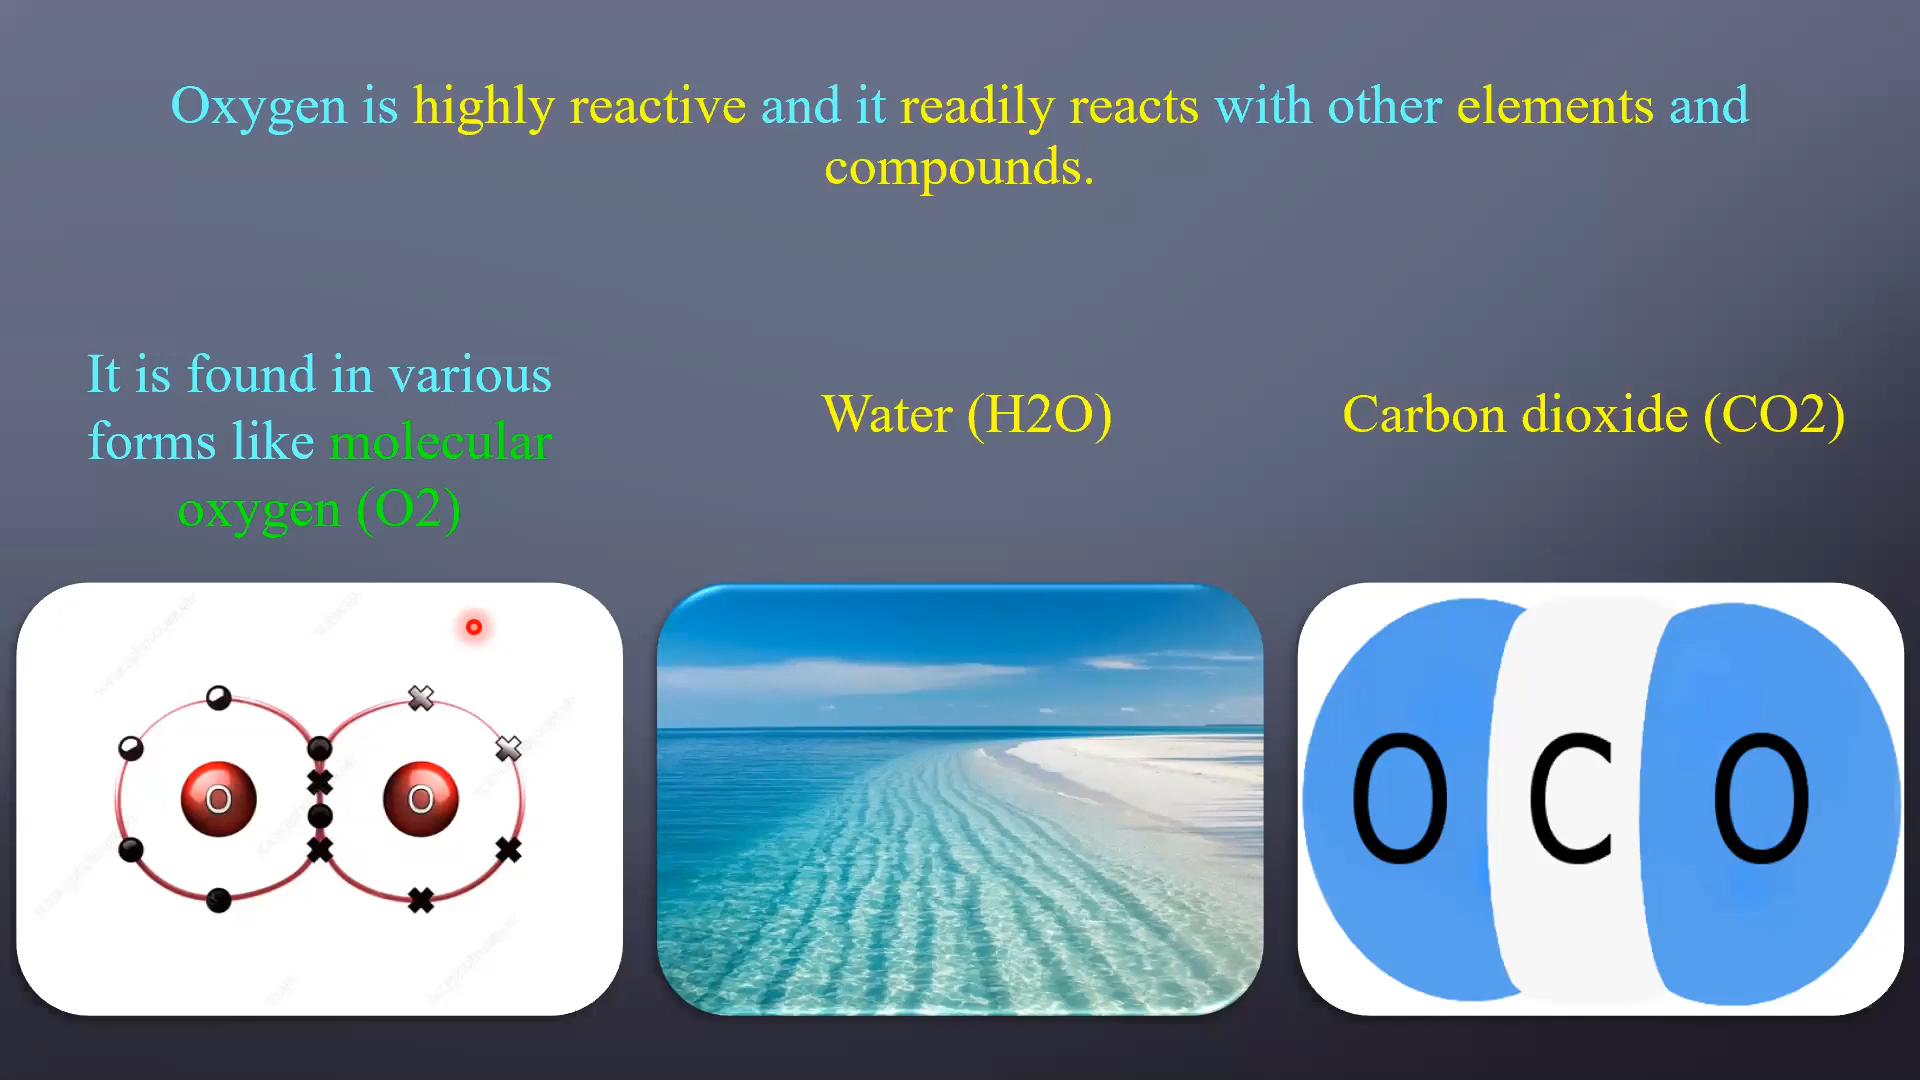 Oxygen is highly reactive and it readily reacts with other elements and
compounds.
It is found in various
forms like molecular
oxygen (O2)
Water (H2O)
Carbon dioxide (CO2)
O O
O C O